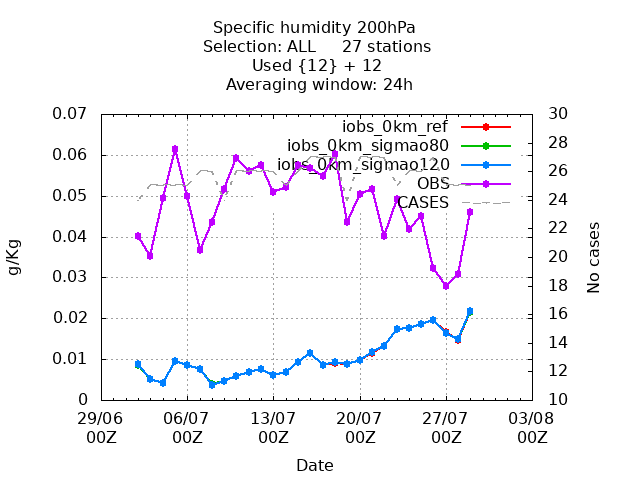 Specific humidity 200hPa
Selection: ALL 27 stations
Used {12} + 12
Averaging window: 24h
0.07
0.06
0.05
0.04
0.03
0.02
0.01
0
30
28
26
24
22
20
18
16
14
12
10
iobs_0km_ref
iobs_0km_sigmao80
iobs_0km_sigmao120
OBS
CASES
g/Kg
No cases
29/06 06/07 13/07 20/07 27/07 03/08
00Z 00Z 00Z 00Z 00Z 00Z
Date